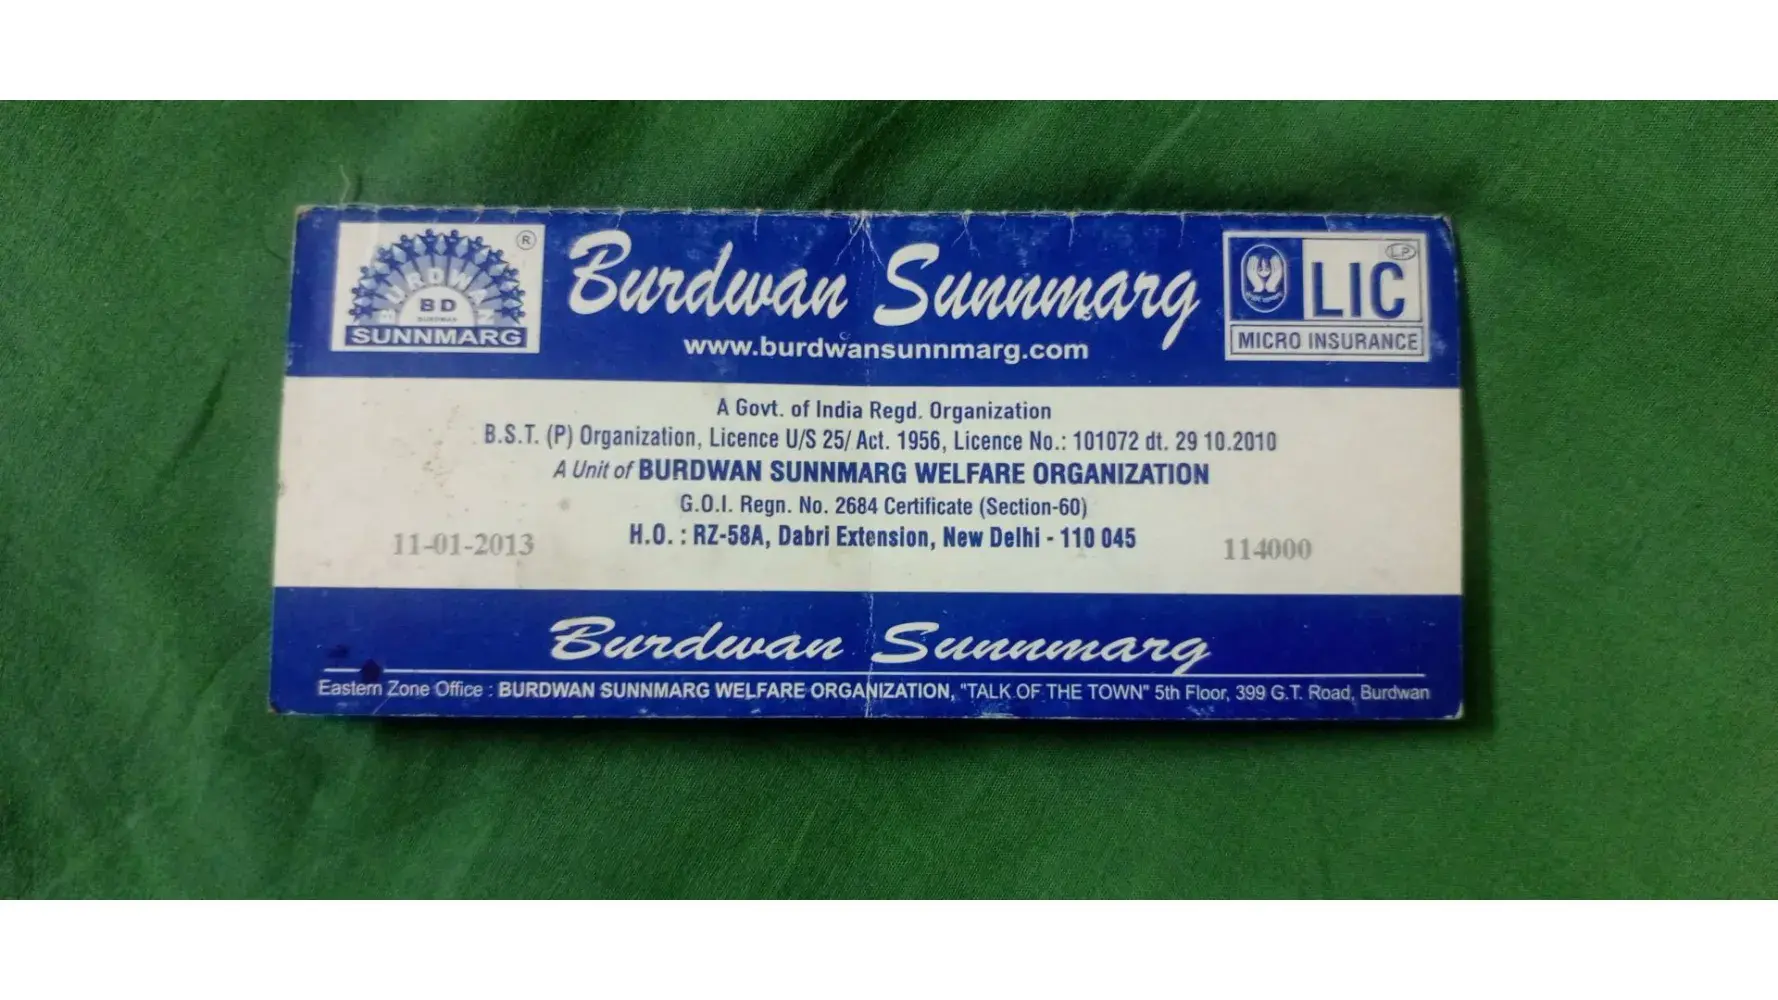 BURDWAN
BD
BURDWAN
SUNNMARG
®
Burdwan Sunnmarg
www.burdwansunnmarg.com
LIC
LP
MICRO INSURANCE
A Govt. of India Regd. Organization
B.S.T. (P) Organization, Licence U/S 25/ Act. 1956, Licence No.: 101072 dt. 29 10.2010
A Unit of BURDWAN SUNNMARG WELFARE ORGANIZATION
G.O.I. Regn. No. 2684 Certificate (Section-60)
H.O. : RZ-58A, Dabri Extension, New Delhi - 110 045
11-01-2013
114000
Burdwan Sunnmarg
Eastern Zone Office : BURDWAN SUNNMARG WELFARE ORGANIZATION, "TALK OF THE TOWN" 5th Floor, 399 G.T. Road, Burdwan